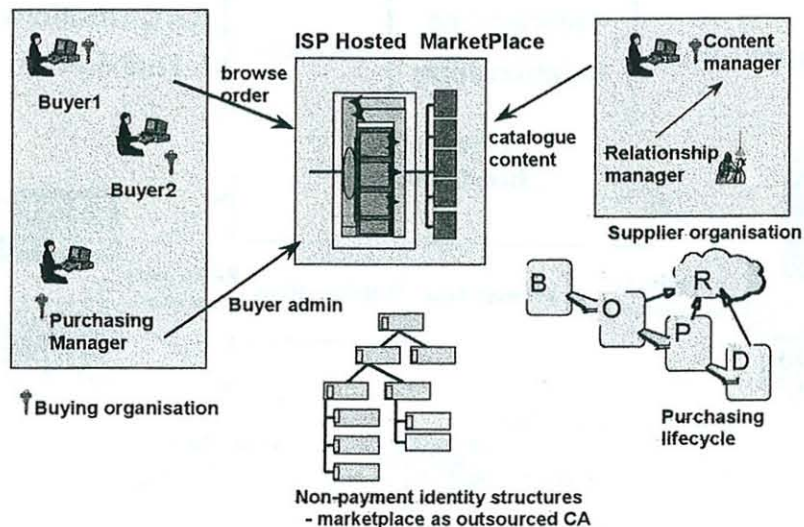 ISP Hosted MarketPlace
Buyer1
browse
order
Buyer2
Purchasing
Manager
Buyer admin
Buying organisation
catalogue
content
Content
manager
Relationship
manager
Supplier organisation
B
O
R
P
D
Purchasing
lifecycle
Non-payment identity structures
- marketplace as outsourced CA